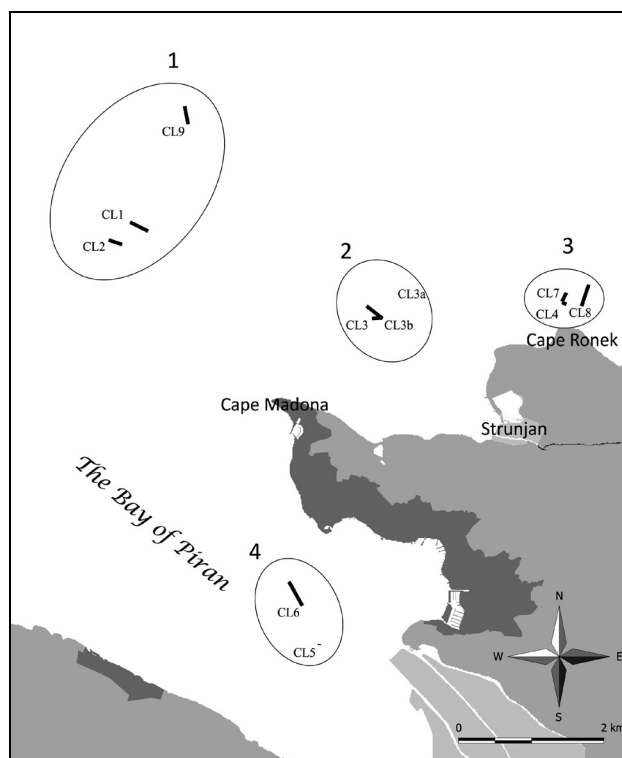 1
CL9
CL1
CL2
2
CL3a
CL3
CL3b
3
CL7
CL4
CL8
Cape Ronek
Cape Madona
Strunjan
The Bay of Piran
4
CL6
CL5
N
W
E
S
0
2 km